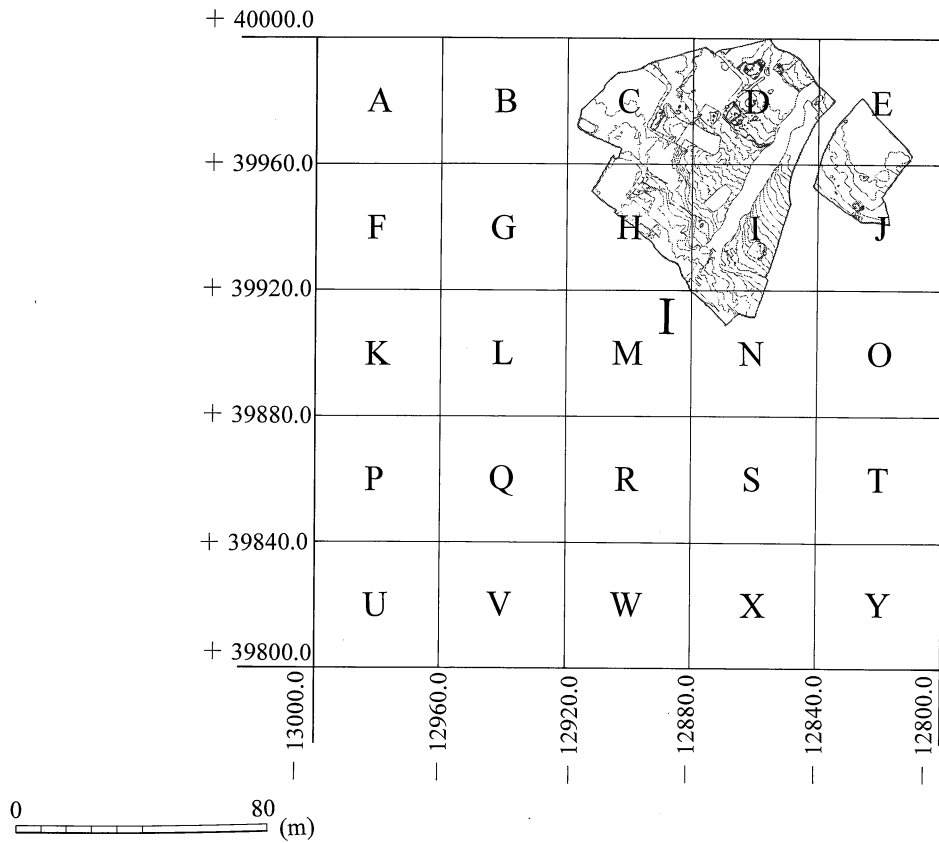 + 40000.0
A B C D E
+ 39960.0
F G H I J
+ 39920.0
I
K L M N O
+ 39880.0
P Q R S T
+ 39840.0
U V W X Y
+ 39800.0
− 13000.0
− 12960.0
− 12920.0
− 12880.0
− 12840.0
− 12800.0
0 80 (m)